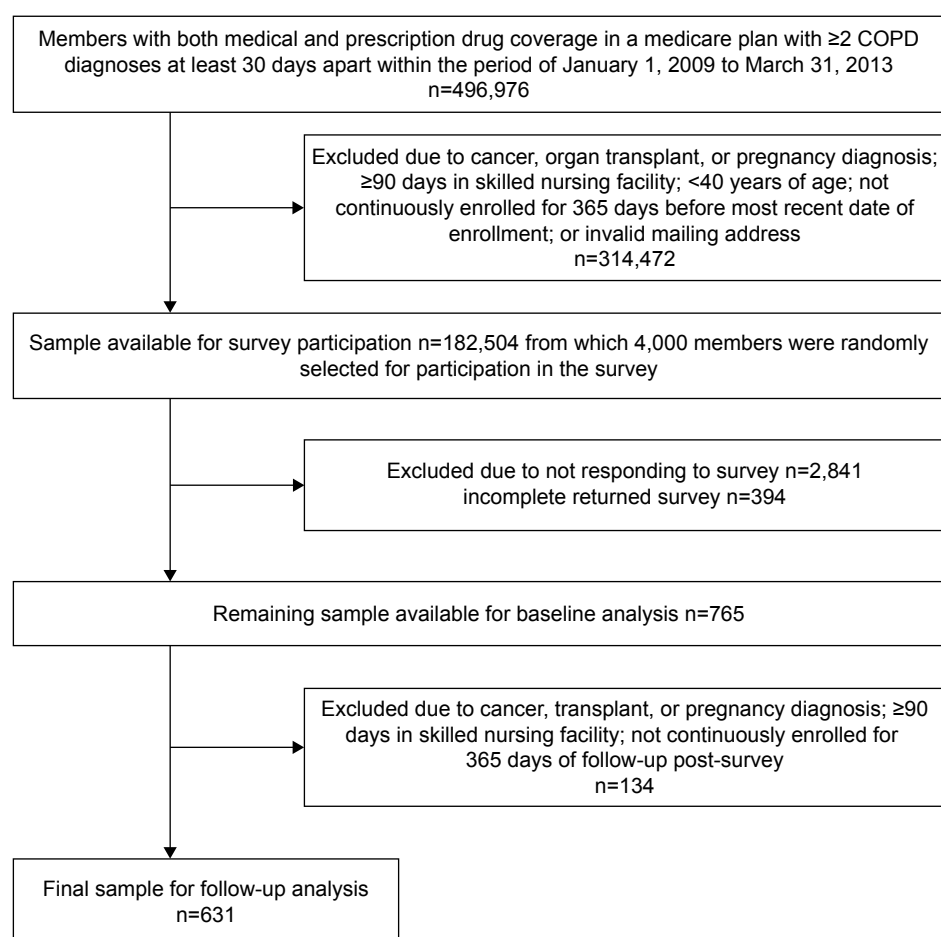 Members with both medical and prescription drug coverage in a medicare plan with ≥2 COPD
diagnoses at least 30 days apart within the period of January 1, 2009 to March 31, 2013
n=496,976
Excluded due to cancer, organ transplant, or pregnancy diagnosis;
≥90 days in skilled nursing facility; <40 years of age; not
continuously enrolled for 365 days before most recent date of
enrollment; or invalid mailing address
n=314,472
Sample available for survey participation n=182,504 from which 4,000 members were randomly
selected for participation in the survey
Excluded due to not responding to survey n=2,841
incomplete returned survey n=394
Remaining sample available for baseline analysis n=765
Excluded due to cancer, transplant, or pregnancy diagnosis; ≥90
days in skilled nursing facility; not continuously enrolled for
365 days of follow-up post-survey
n=134
Final sample for follow-up analysis
n=631